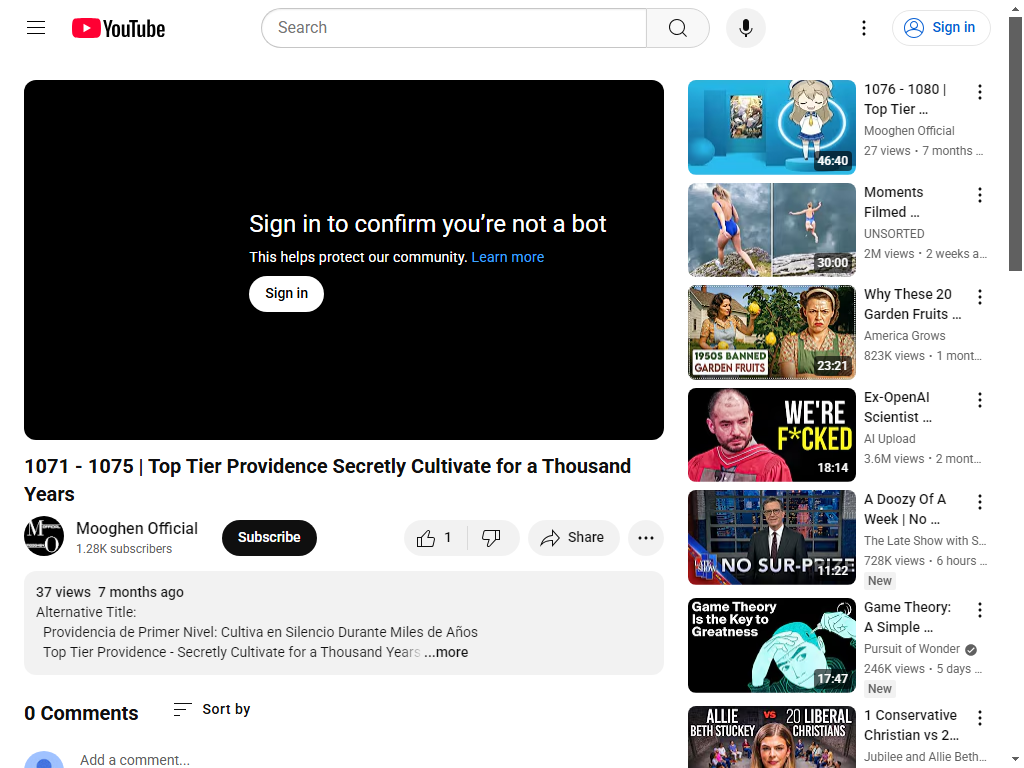 YouTube
Search
Sign in
Sign in to confirm you’re not a bot
This helps protect our community. Learn more
Sign in
1071 - 1075 | Top Tier Providence Secretly Cultivate for a Thousand
Years
Mooghen Official
1.28K subscribers
Subscribe
1
Share
37 views 7 months ago
Alternative Title:
Providencia de Primer Nivel: Cultiva en Silencio Durante Miles de Años
Top Tier Providence - Secretly Cultivate for a Thousand Years ...more
0 Comments
Sort by
Add a comment...
46:40
1076 - 1080 |
Top Tier ...
Mooghen Official
27 views • 7 months ...
30:00
Moments
Filmed ...
UNSORTED
2M views • 2 weeks a...
1950S BANNED
GARDEN FRUITS
23:21
Why These 20
Garden Fruits ...
America Grows
823K views • 1 mont...
WE'RE
F*CKED
18:14
Ex-OpenAI
Scientist ...
AI Upload
3.6M views • 2 mont...
NO SUR-PRIZE
11:22
A Doozy Of A
Week | No ...
The Late Show with S...
728K views • 6 hours ...
New
Game Theory
Is the Key to
Greatness
17:47
Game Theory:
A Simple ...
Pursuit of Wonder
246K views • 5 days ...
New
ALLIE VS 20 LIBERAL
BETH STUCKEY CHRISTIANS
1 Conservative
Christian vs 2...
Jubilee and Allie Beth...